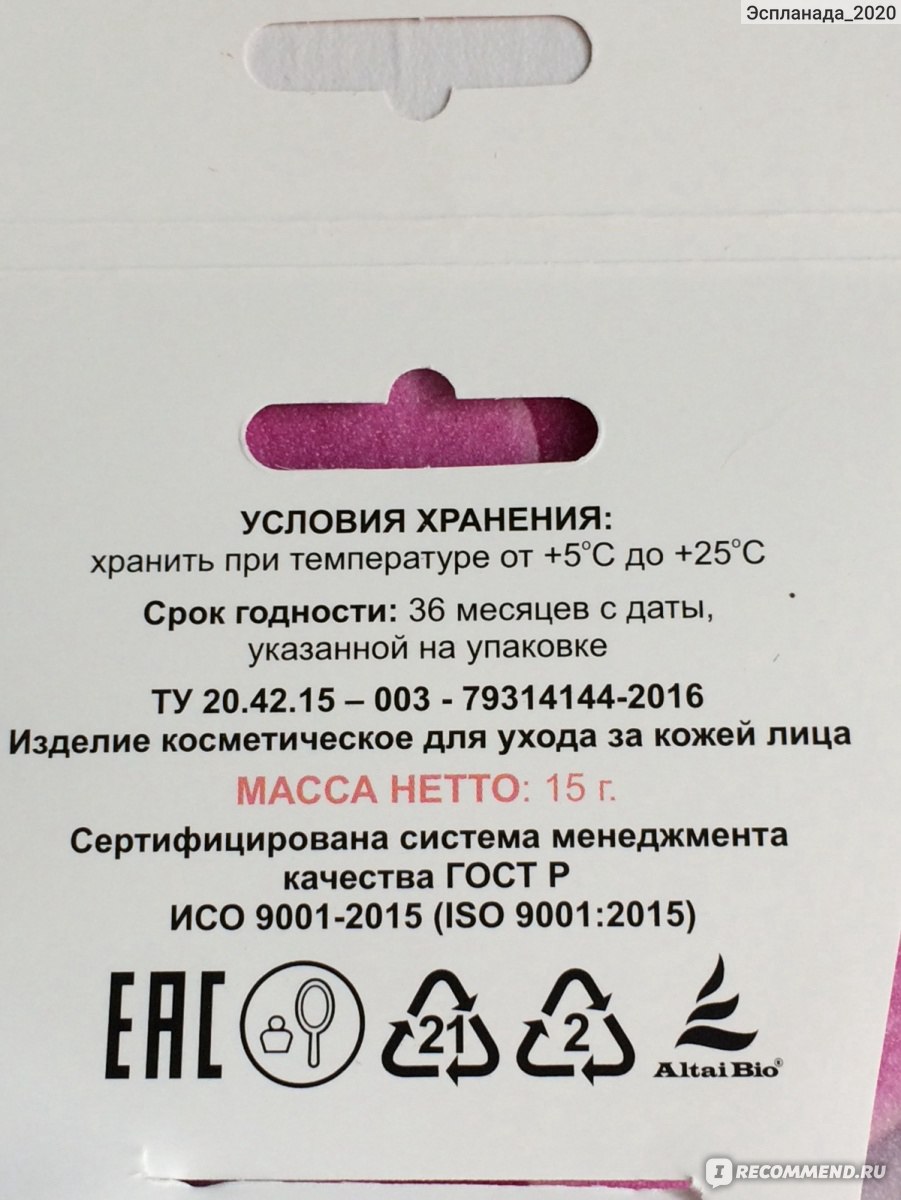 Эспланада_2020
УСЛОВИЯ ХРАНЕНИЯ:
хранить при температуре от +5°С до +25°С
Срок годности: 36 месяцев с даты,
указанной на упаковке
ТУ 20.42.15 – 003 - 79314144-2016
Изделие косметическое для ухода за кожей лица
МАССА НЕТТО: 15 г.
Сертифицирована система менеджмента
качества ГОСТ Р
ИСО 9001-2015 (ISO 9001:2015)
EAC 21 2 Altai Bio®
IRECOMMEND.RU